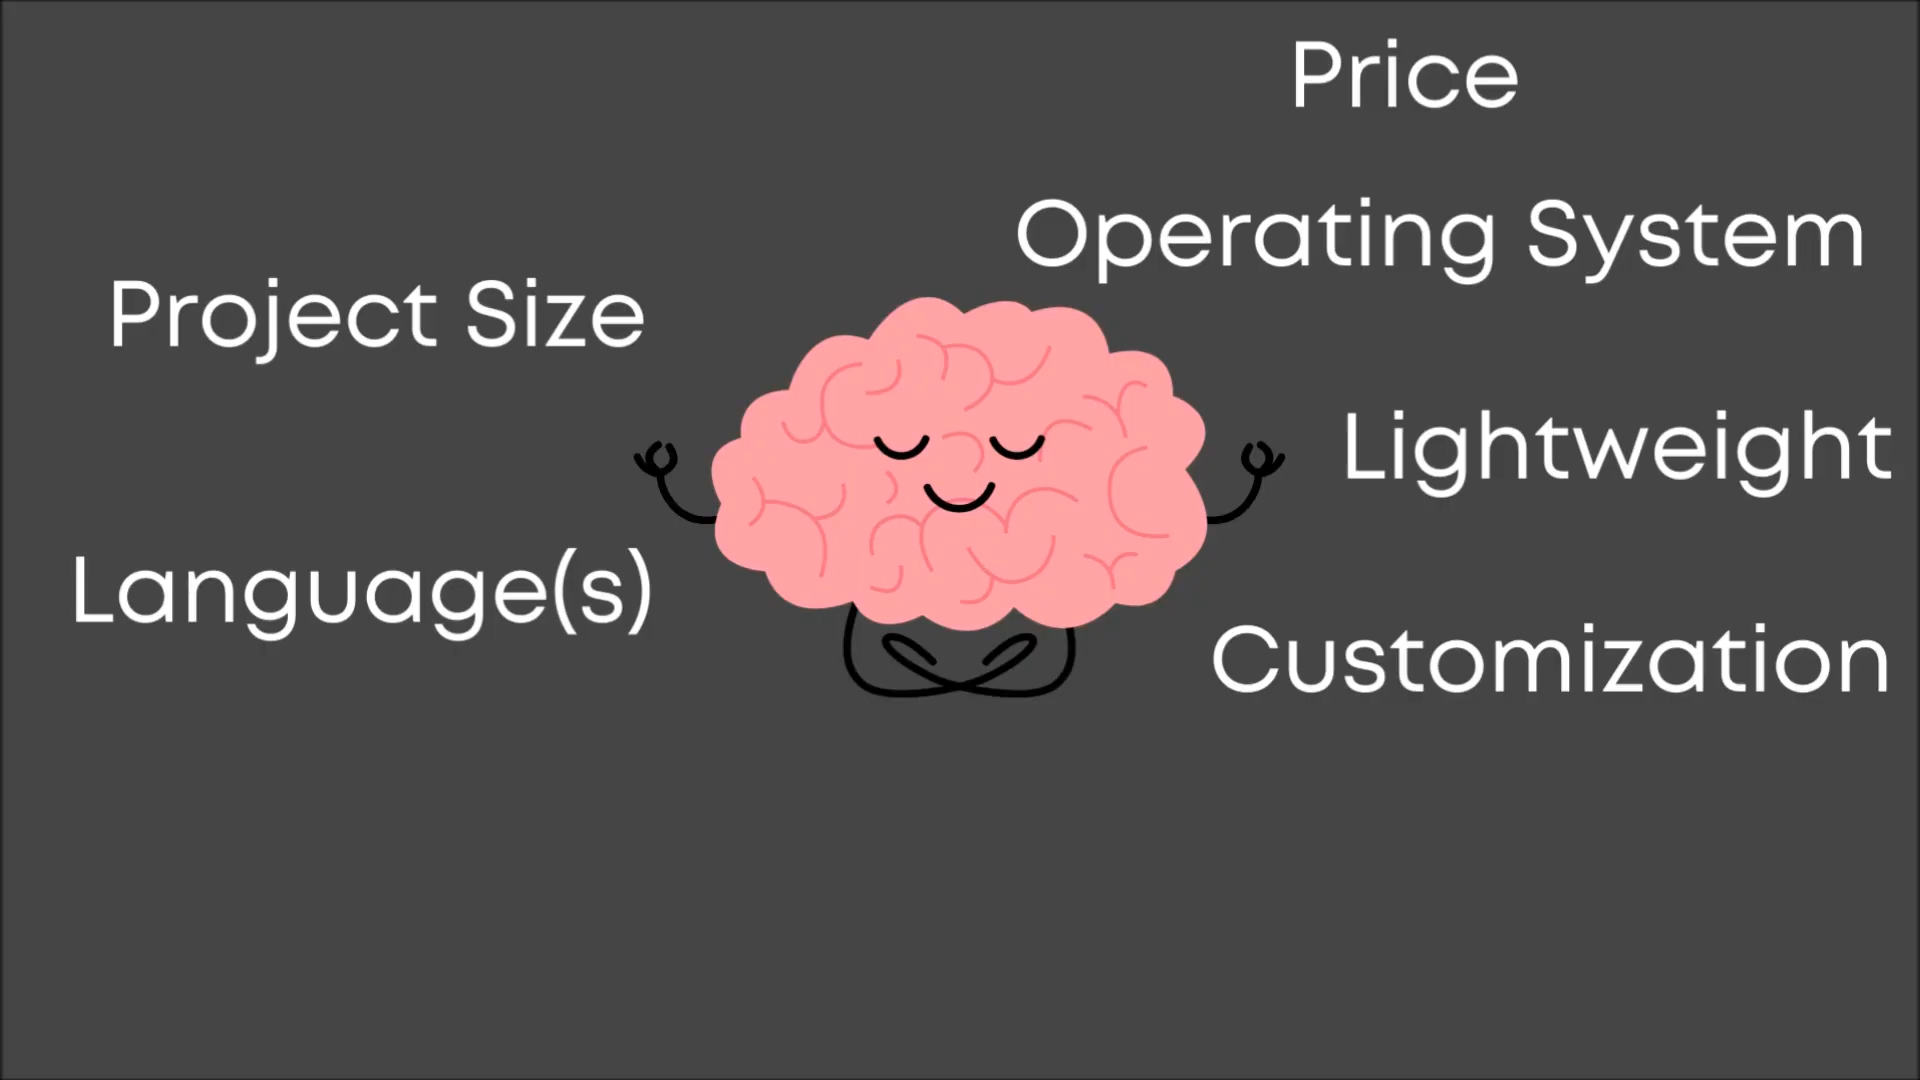 Price
Operating System
Project Size
Lightweight
Language(s)
Customization